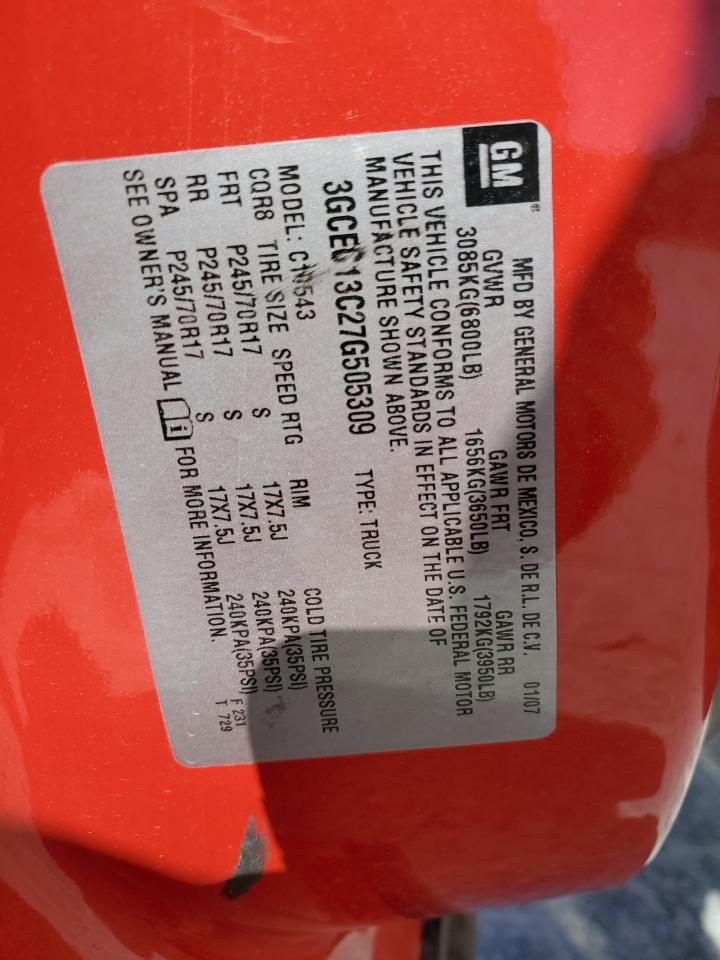 GM
®
MFD BY GENERAL MOTORS DE MEXICO, S. DE R.L. DE C.V. 01/07
GVWR GAWR FRT GAWR RR
3085KG(6800LB) 1656KG(3650LB) 1792KG(3950LB)
THIS VEHICLE CONFORMS TO ALL APPLICABLE U.S. FEDERAL MOTOR
VEHICLE SAFETY STANDARDS IN EFFECT ON THE DATE OF
MANUFACTURE SHOWN ABOVE.
3GCEC13C27G505309 TYPE: TRUCK
MODEL:
CQR8 TIRE SIZE SPEED RTG RIM COLD TIRE PRESSURE
FRT P245/70R17 S 17X7.5J 240KPA(35PSI)
RR P245/70R17 S 17X7.5J 240KPA(35PSI)
SPA P245/70R17 S 17X7.5J 240KPA(35PSI)
SEE OWNER'S MANUAL FOR MORE INFORMATION.
F 231
T 729